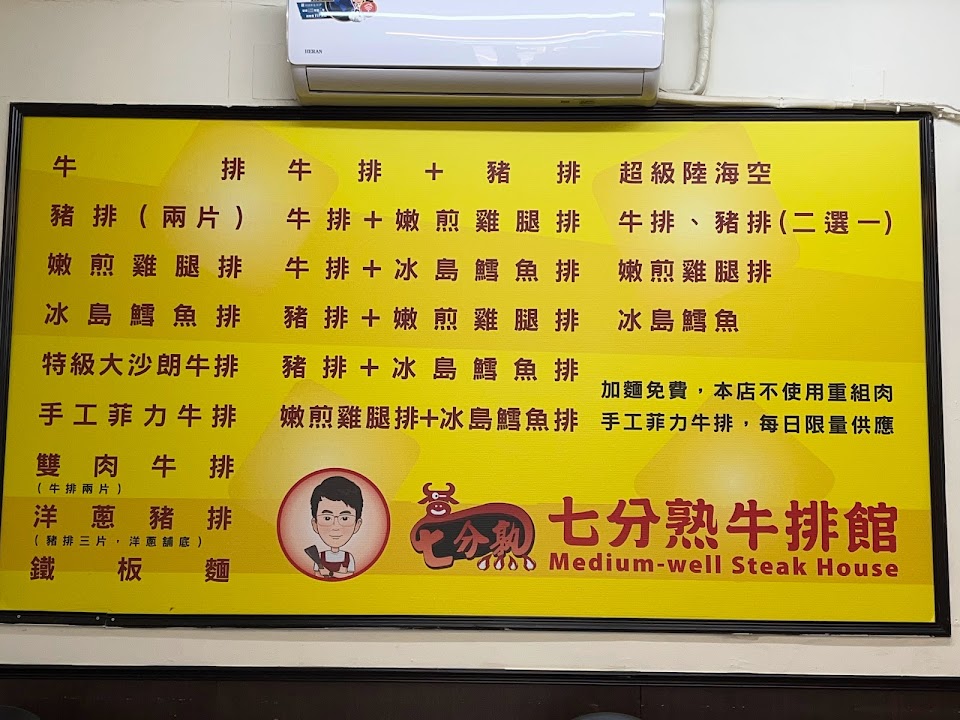 HERAN
牛排
豬排(兩片)
嫩煎雞腿排
冰島鱈魚排
特級大沙朗牛排
手工菲力牛排
雙肉牛排
(牛排兩片)
洋蔥豬排
(豬排三片，洋蔥舖底)
鐵板麵
牛排+豬排
牛排+嫩煎雞腿排
牛排+冰島鱈魚排
豬排+嫩煎雞腿排
豬排+冰島鱈魚排
嫩煎雞腿排+冰島鱈魚排
超級陸海空
牛排、豬排(二選一)
嫩煎雞腿排
冰島鱈魚
加麵免費，本店不使用重組肉
手工菲力牛排，每日限量供應
七分熟
七分熟牛排館
Medium-well Steak House